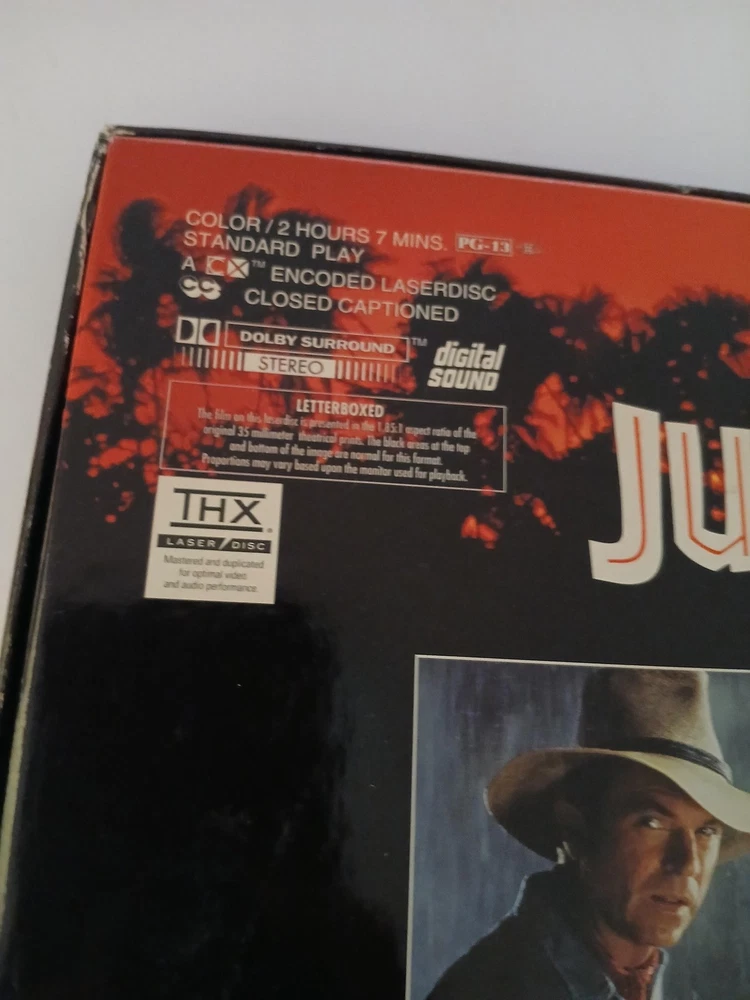 COLOR / 2 HOURS 7 MINS. PG-13
STANDARD PLAY
A CX™ ENCODED LASERDISC
CC CLOSED CAPTIONED
DOLBY SURROUND™
STEREO
digital
SOUND
LETTERBOXED
The film on this laserdisc is presented in the 1.85:1 aspect ratio of the
original 35 millimeter theatrical prints. The black areas at the top
and bottom of the image are normal for this format.
Proportions may vary based upon the monitor used for playback.
JU
THX®
LASER/DISC
Mastered and duplicated
for optimal video
and audio performance.